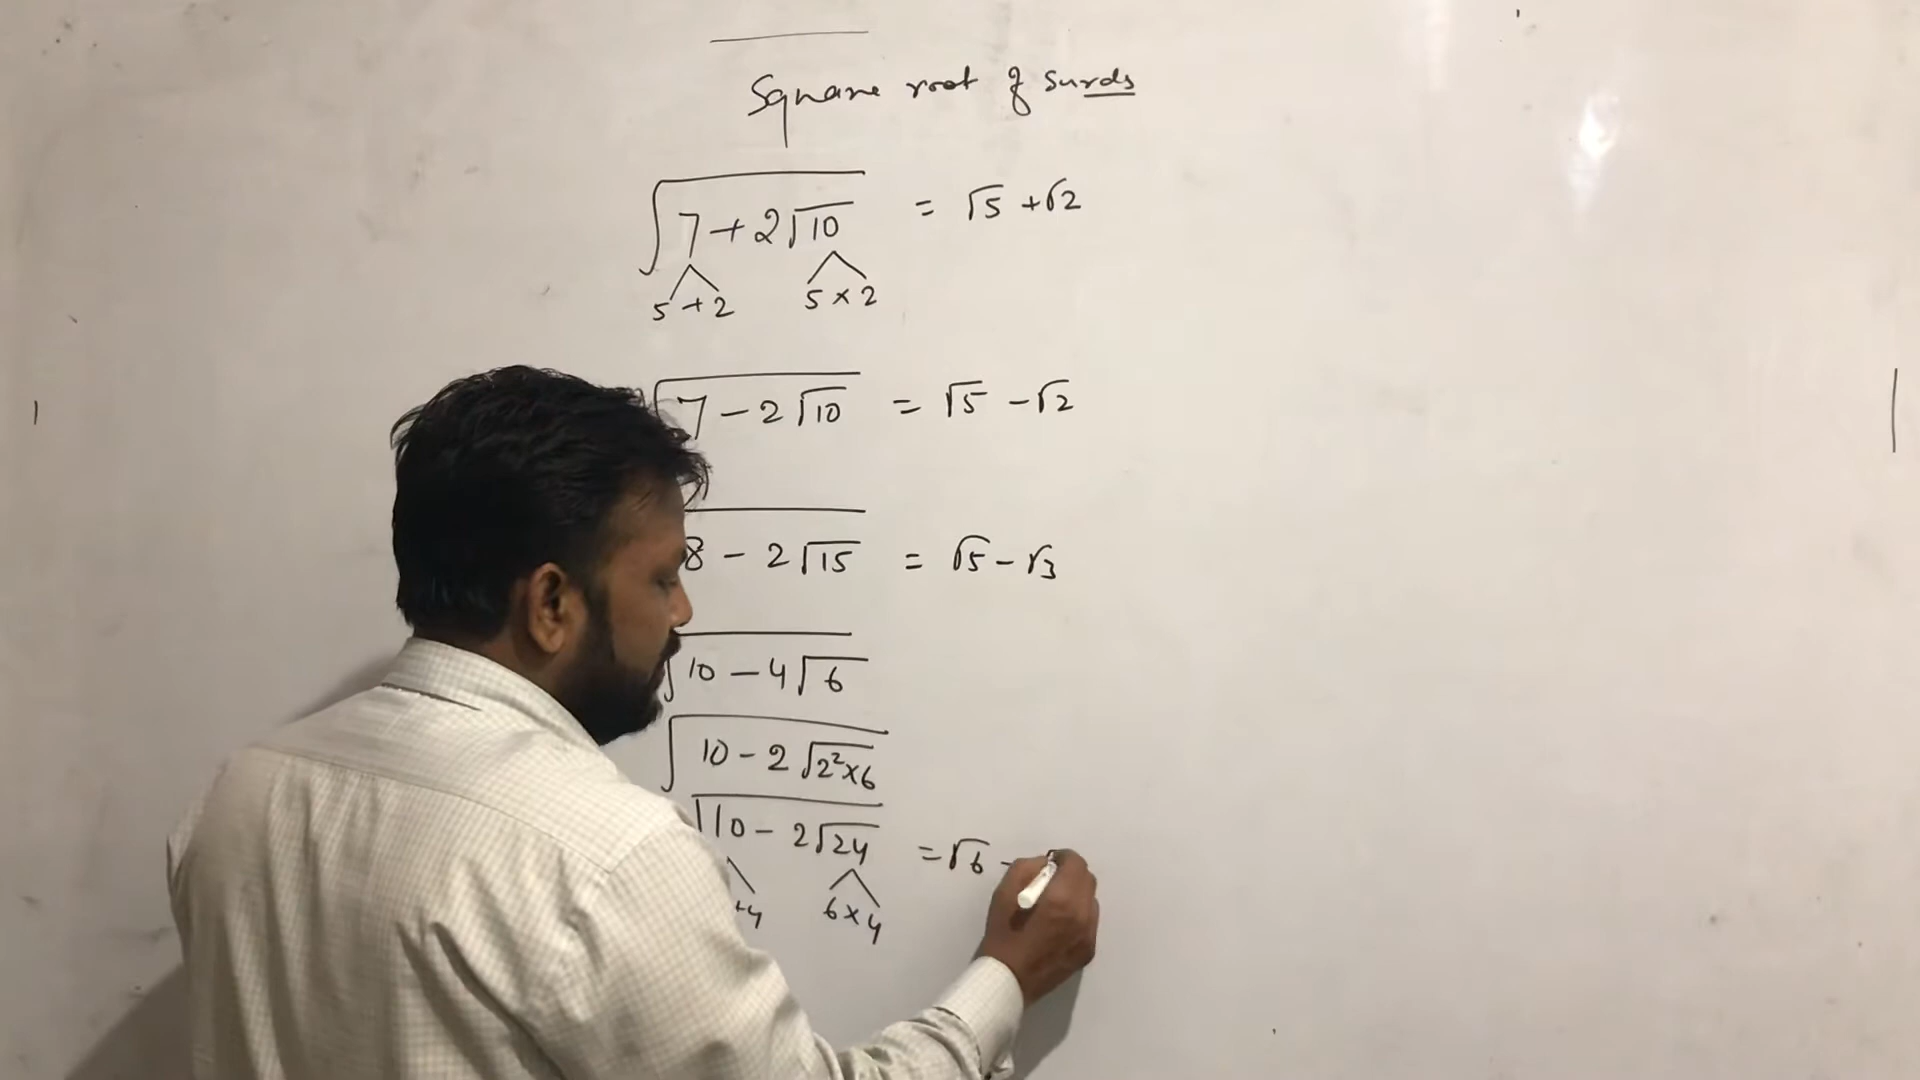 Square root of surds
√(7+2√10) = √5 +√2
5+2 5×2
√(7-2√10) = √5 -√2
8 - 2√15 = √5-√3
√(10-4√6)
√(10-2√(2²×6))
√(10-2√24) =√6 -
+4 6×4